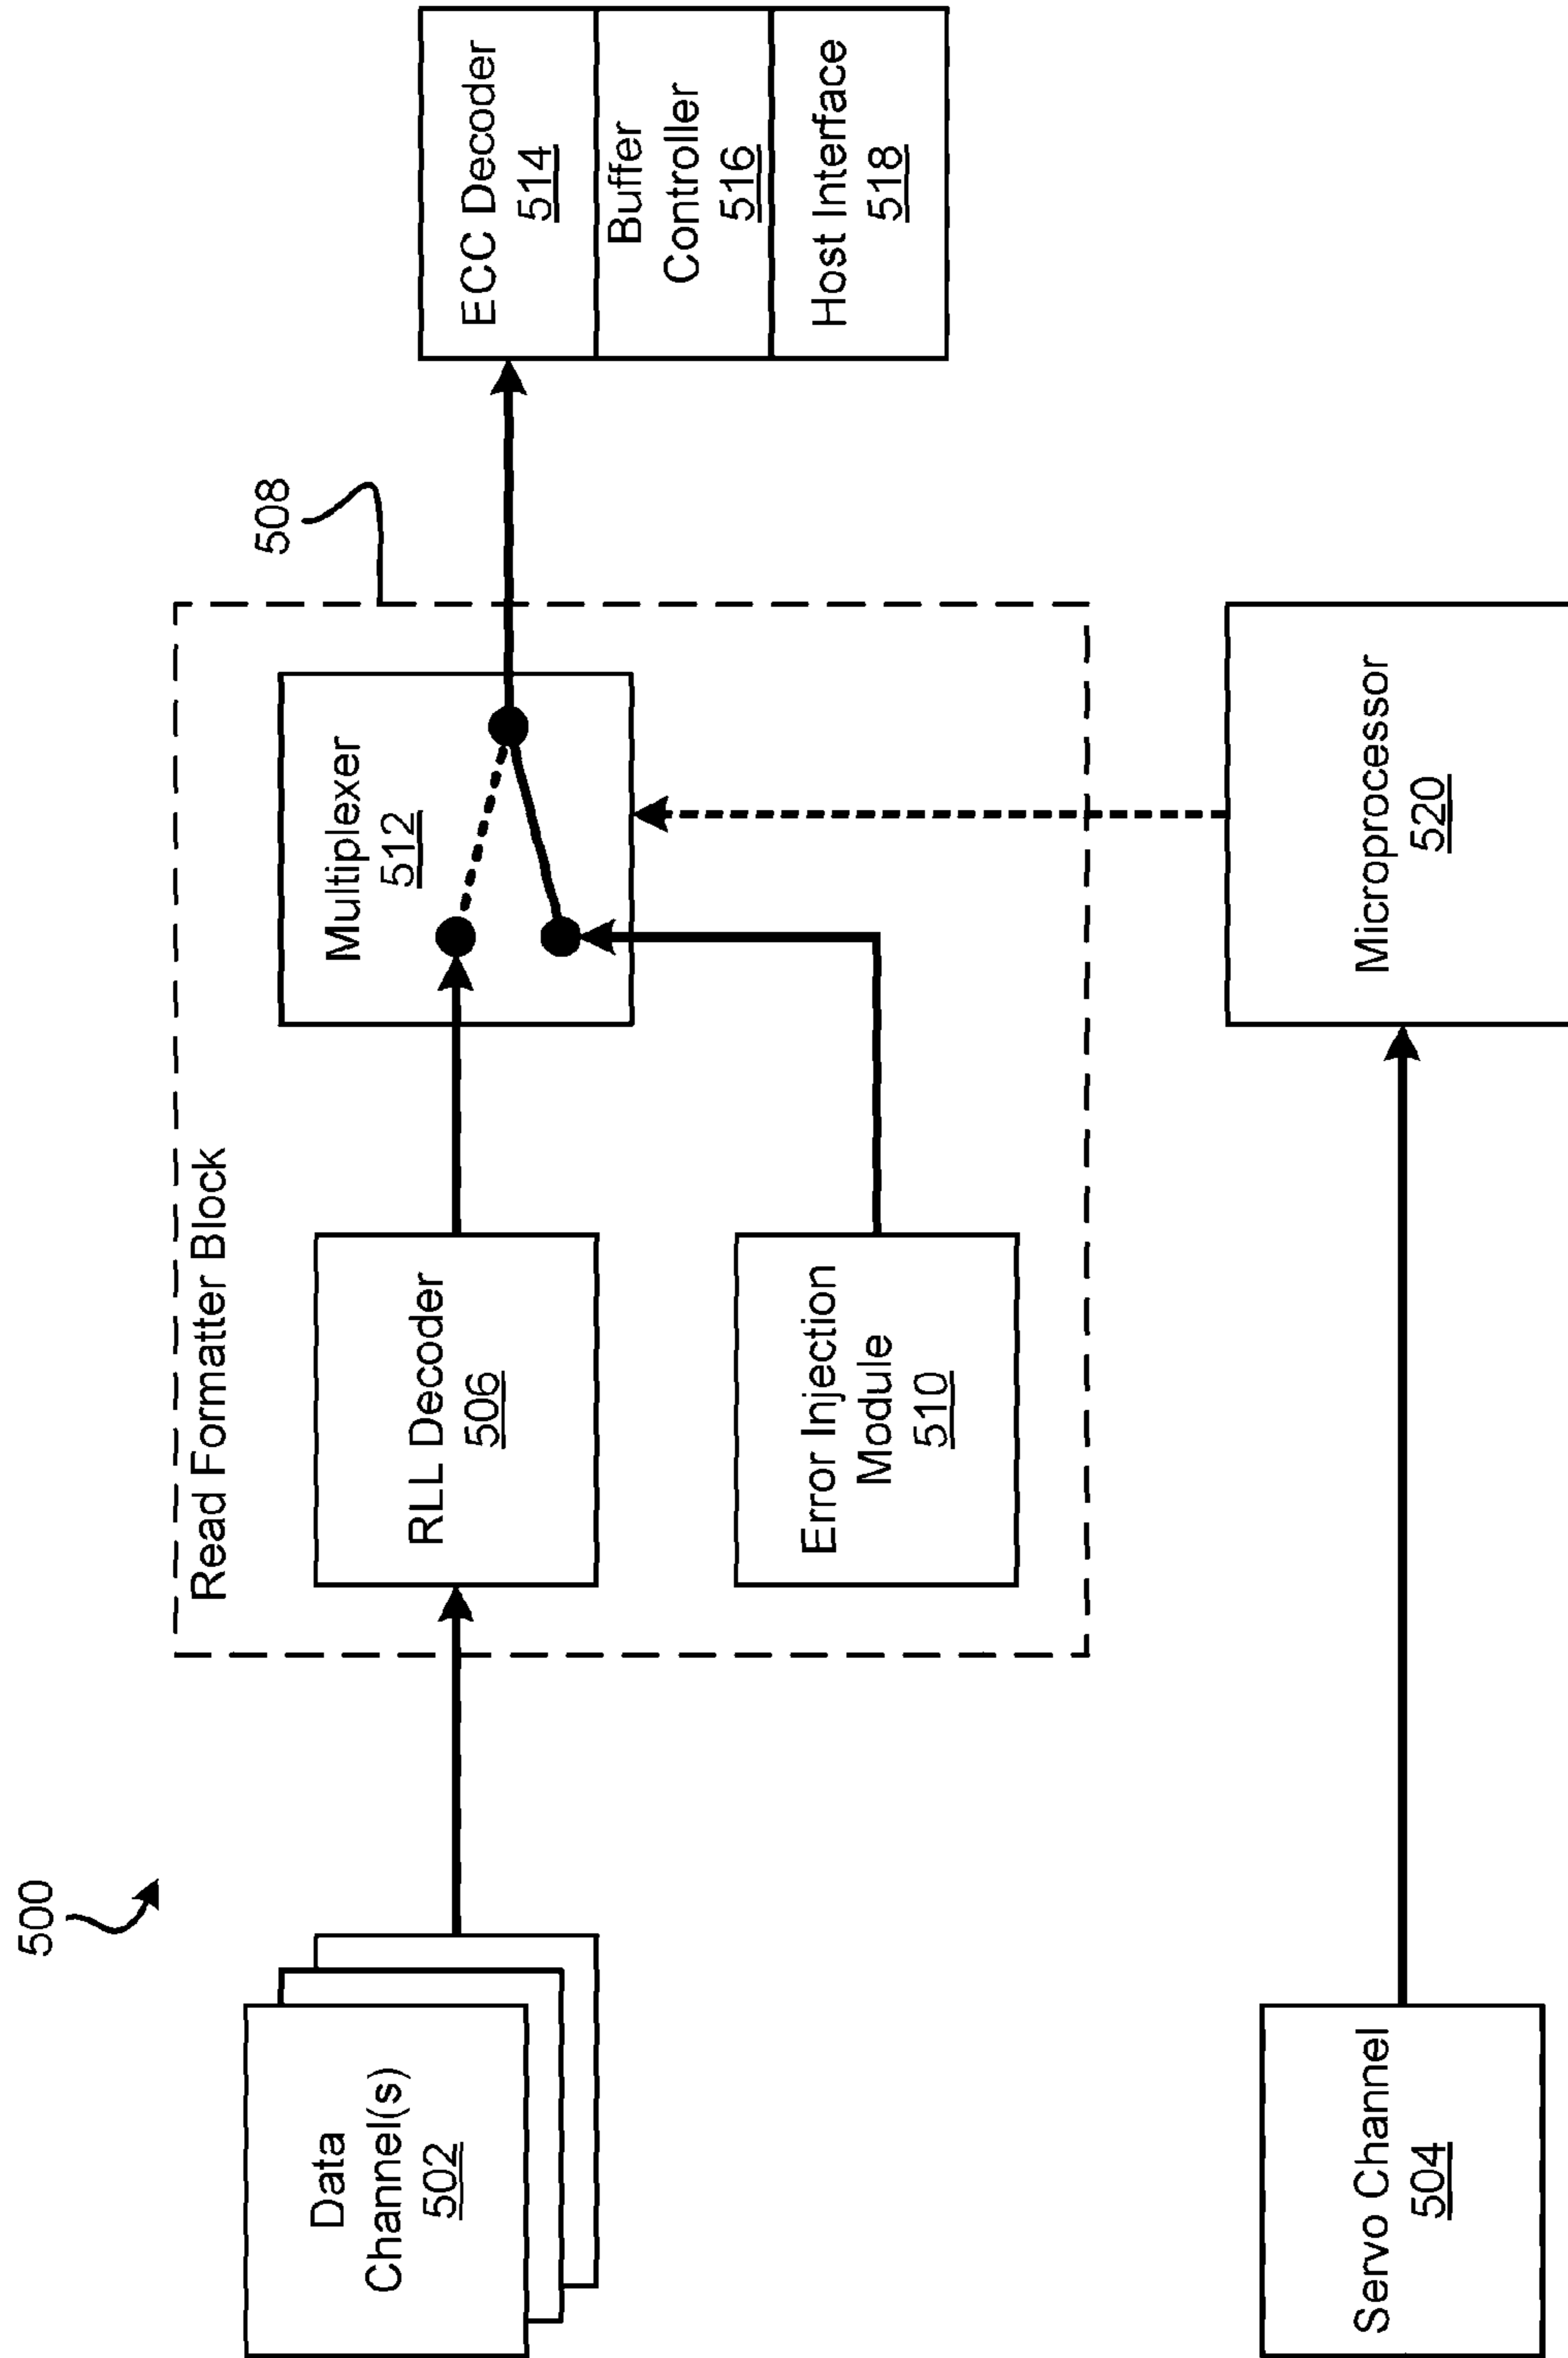 500
Data
Channel(s)
502
Read Formatter Block
RLL Decoder
506
Error Injection
Module
510
Multiplexer
512
508
ECC Decoder
514
Buffer
Controller
516
Host Interface
518
Servo Channel
504
Microprocessor
520